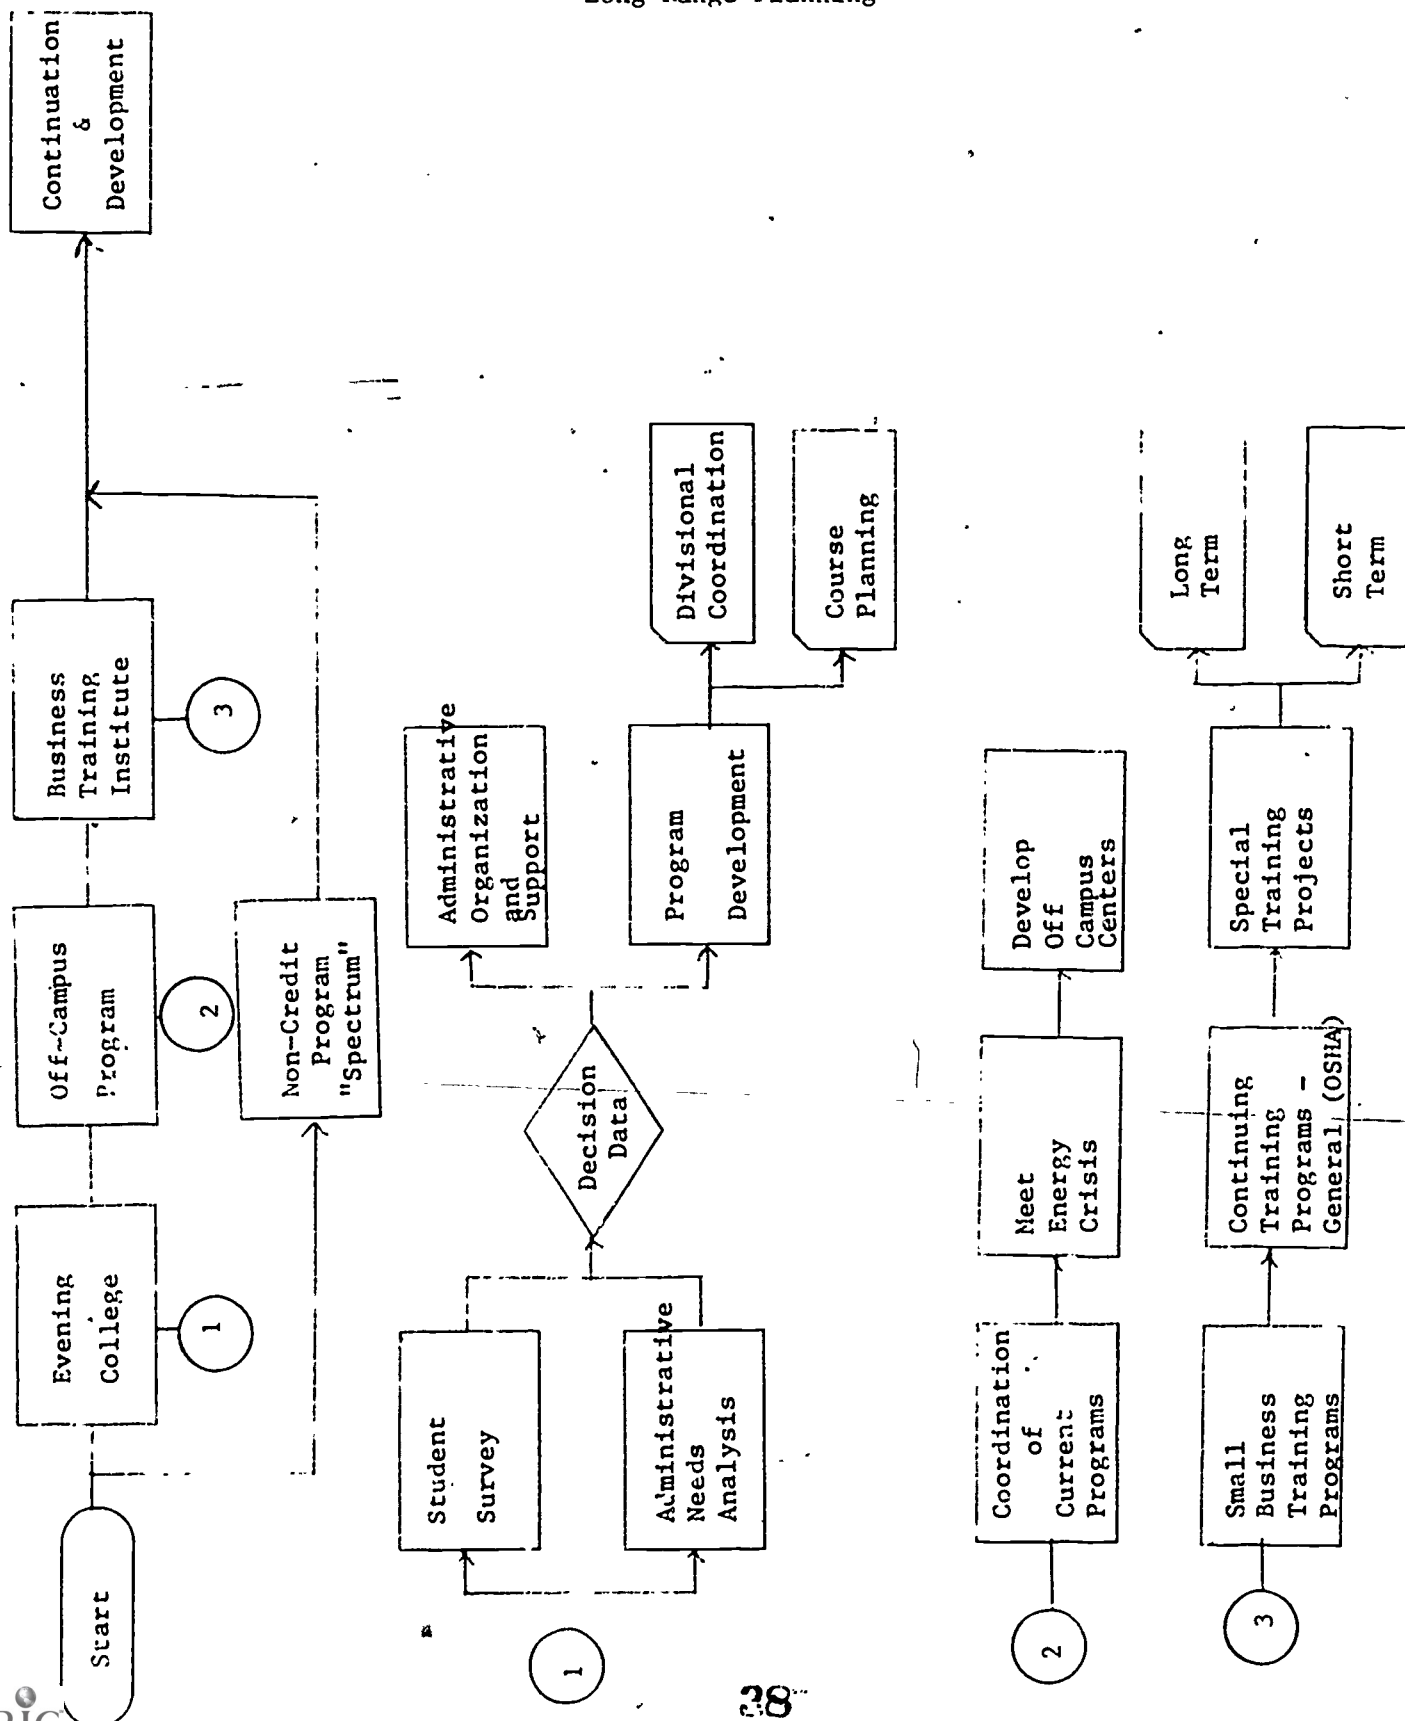 Start
Evening
College
1
Off-Campus
Program
2
Business
Training
Institute
3
Continuation
&
Development
Non-Credit
Program
"Spectrum"
1
Student
Survey
Administrative
Needs
Analysis
Decision
Data
Administrative
Organization
and
Support
Program
Development
Divisional
Coordination
Course
Planning
2
Coordination
of
Current
Programs
Meet
Energy
Crisis
Develop
Off
Campus
Centers
3
Small
Business
Training
Programs
Continuing
Training
Programs -
General (OSHA)
Special
Training
Projects
Long
Term
Short
Term
38